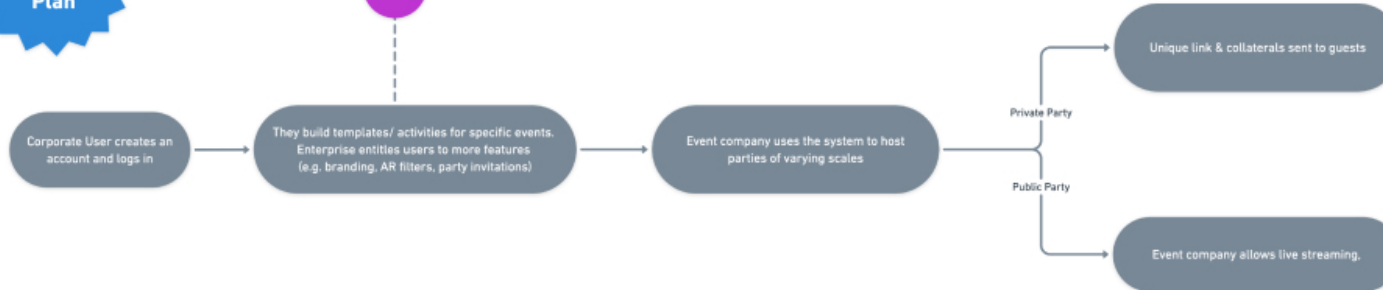 Plan
Corporate User creates an
account and logs in
They build templates/ activities for specific events.
Enterprise entitles users to more features
(e.g. branding, AR filters, party invitations)
Event company uses the system to host
parties of varying scales
Private Party
Public Party
Unique link & collaterals sent to guests
Event company allows live streaming,